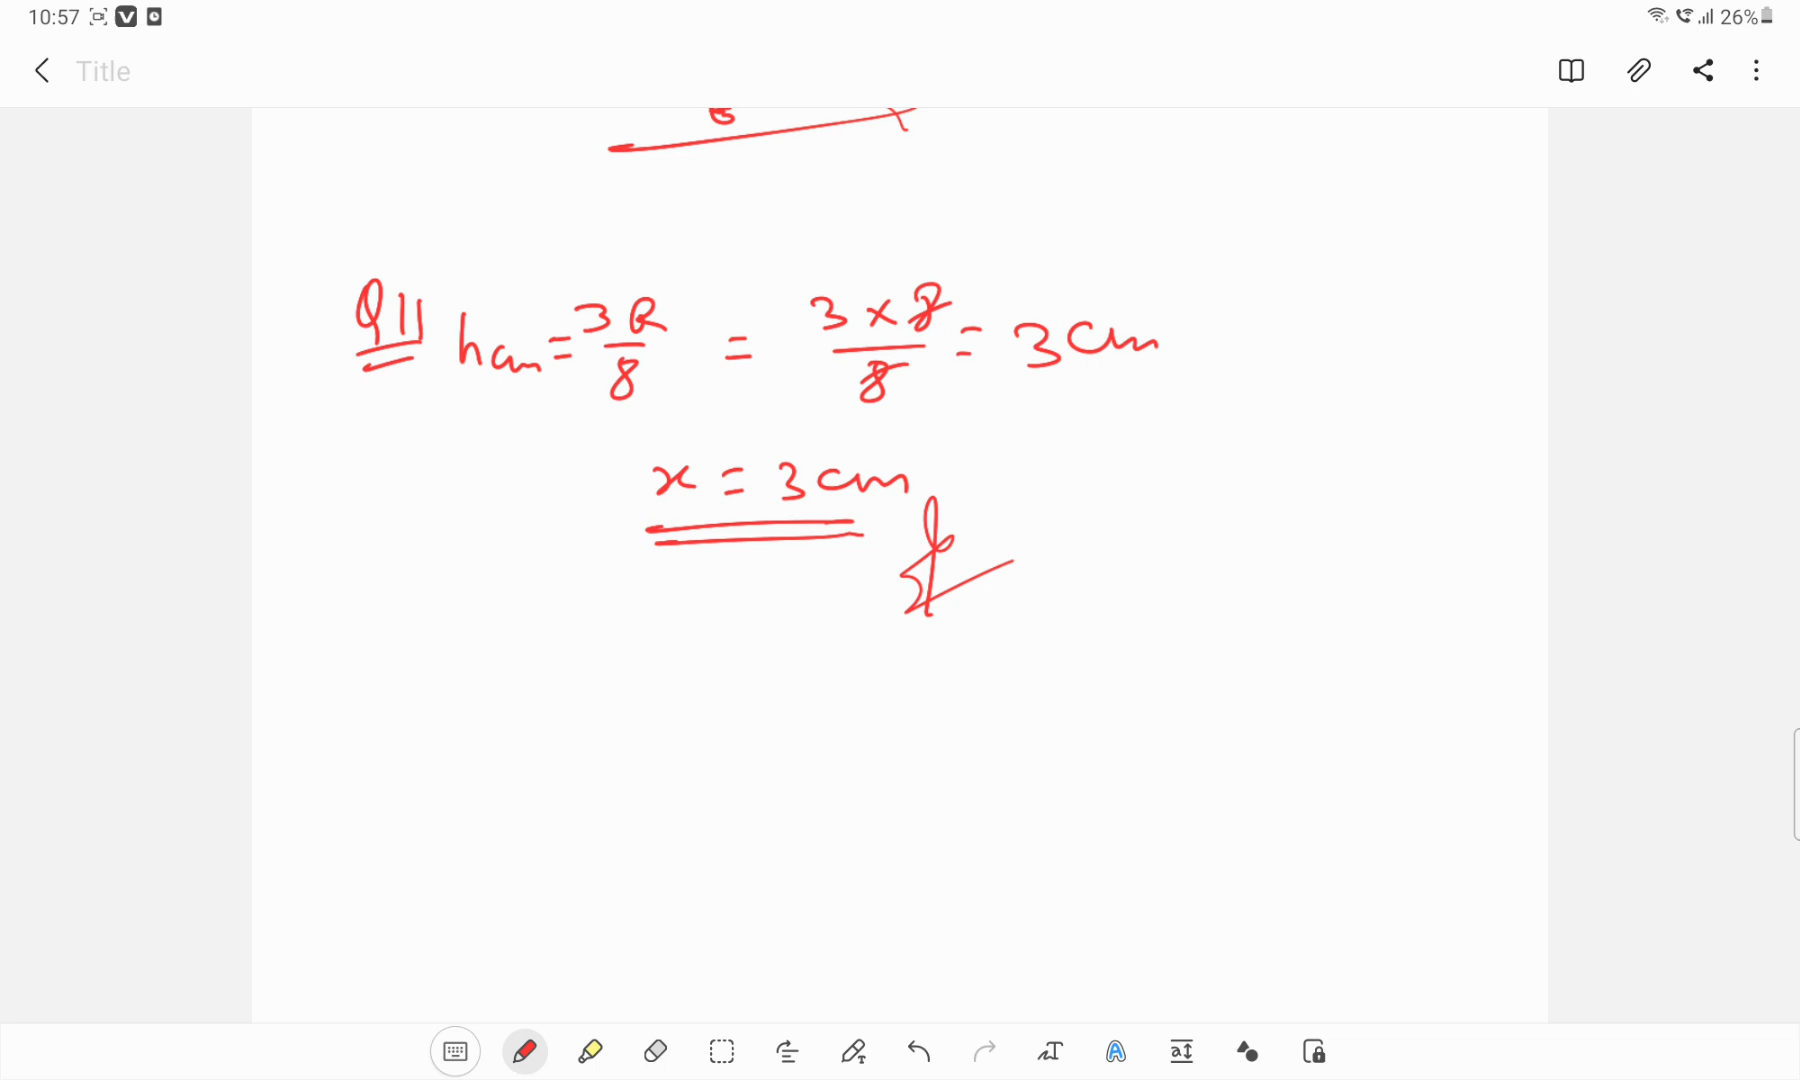 10:57 26%
Title
Q11 hcm = 3R/8 = 3 × 8/8 = 3cm
x = 3cm